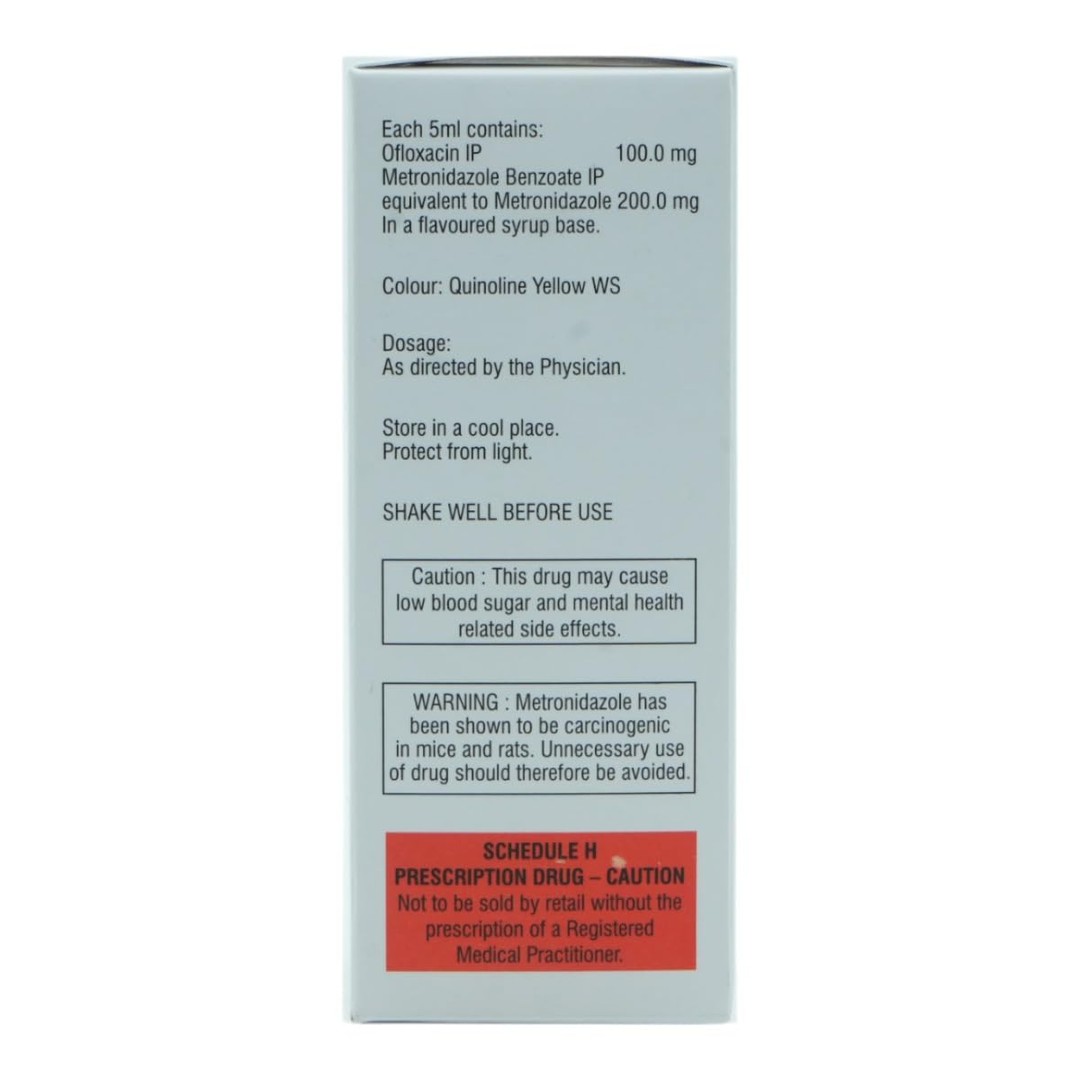 Each 5ml contains:
Ofloxacin IP 100.0 mg
Metronidazole Benzoate IP
equivalent to Metronidazole 200.0 mg
In a flavoured syrup base.
Colour: Quinoline Yellow WS
Dosage:
As directed by the Physician.
Store in a cool place.
Protect from light.
SHAKE WELL BEFORE USE
Caution : This drug may cause
low blood sugar and mental health
related side effects.
WARNING : Metronidazole has
been shown to be carcinogenic
in mice and rats. Unnecessary use
of drug should therefore be avoided.
SCHEDULE H
PRESCRIPTION DRUG – CAUTION
Not to be sold by retail without the
prescription of a Registered
Medical Practitioner.